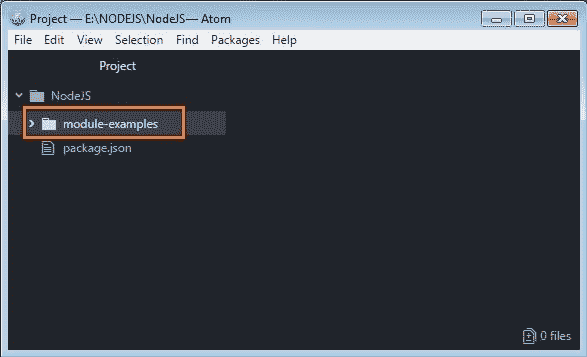 Project — E:\NODEJS\NodeJS— Atom
File Edit View Selection Find Packages Help
Project
NodeJS
module-examples
package.json
0 files